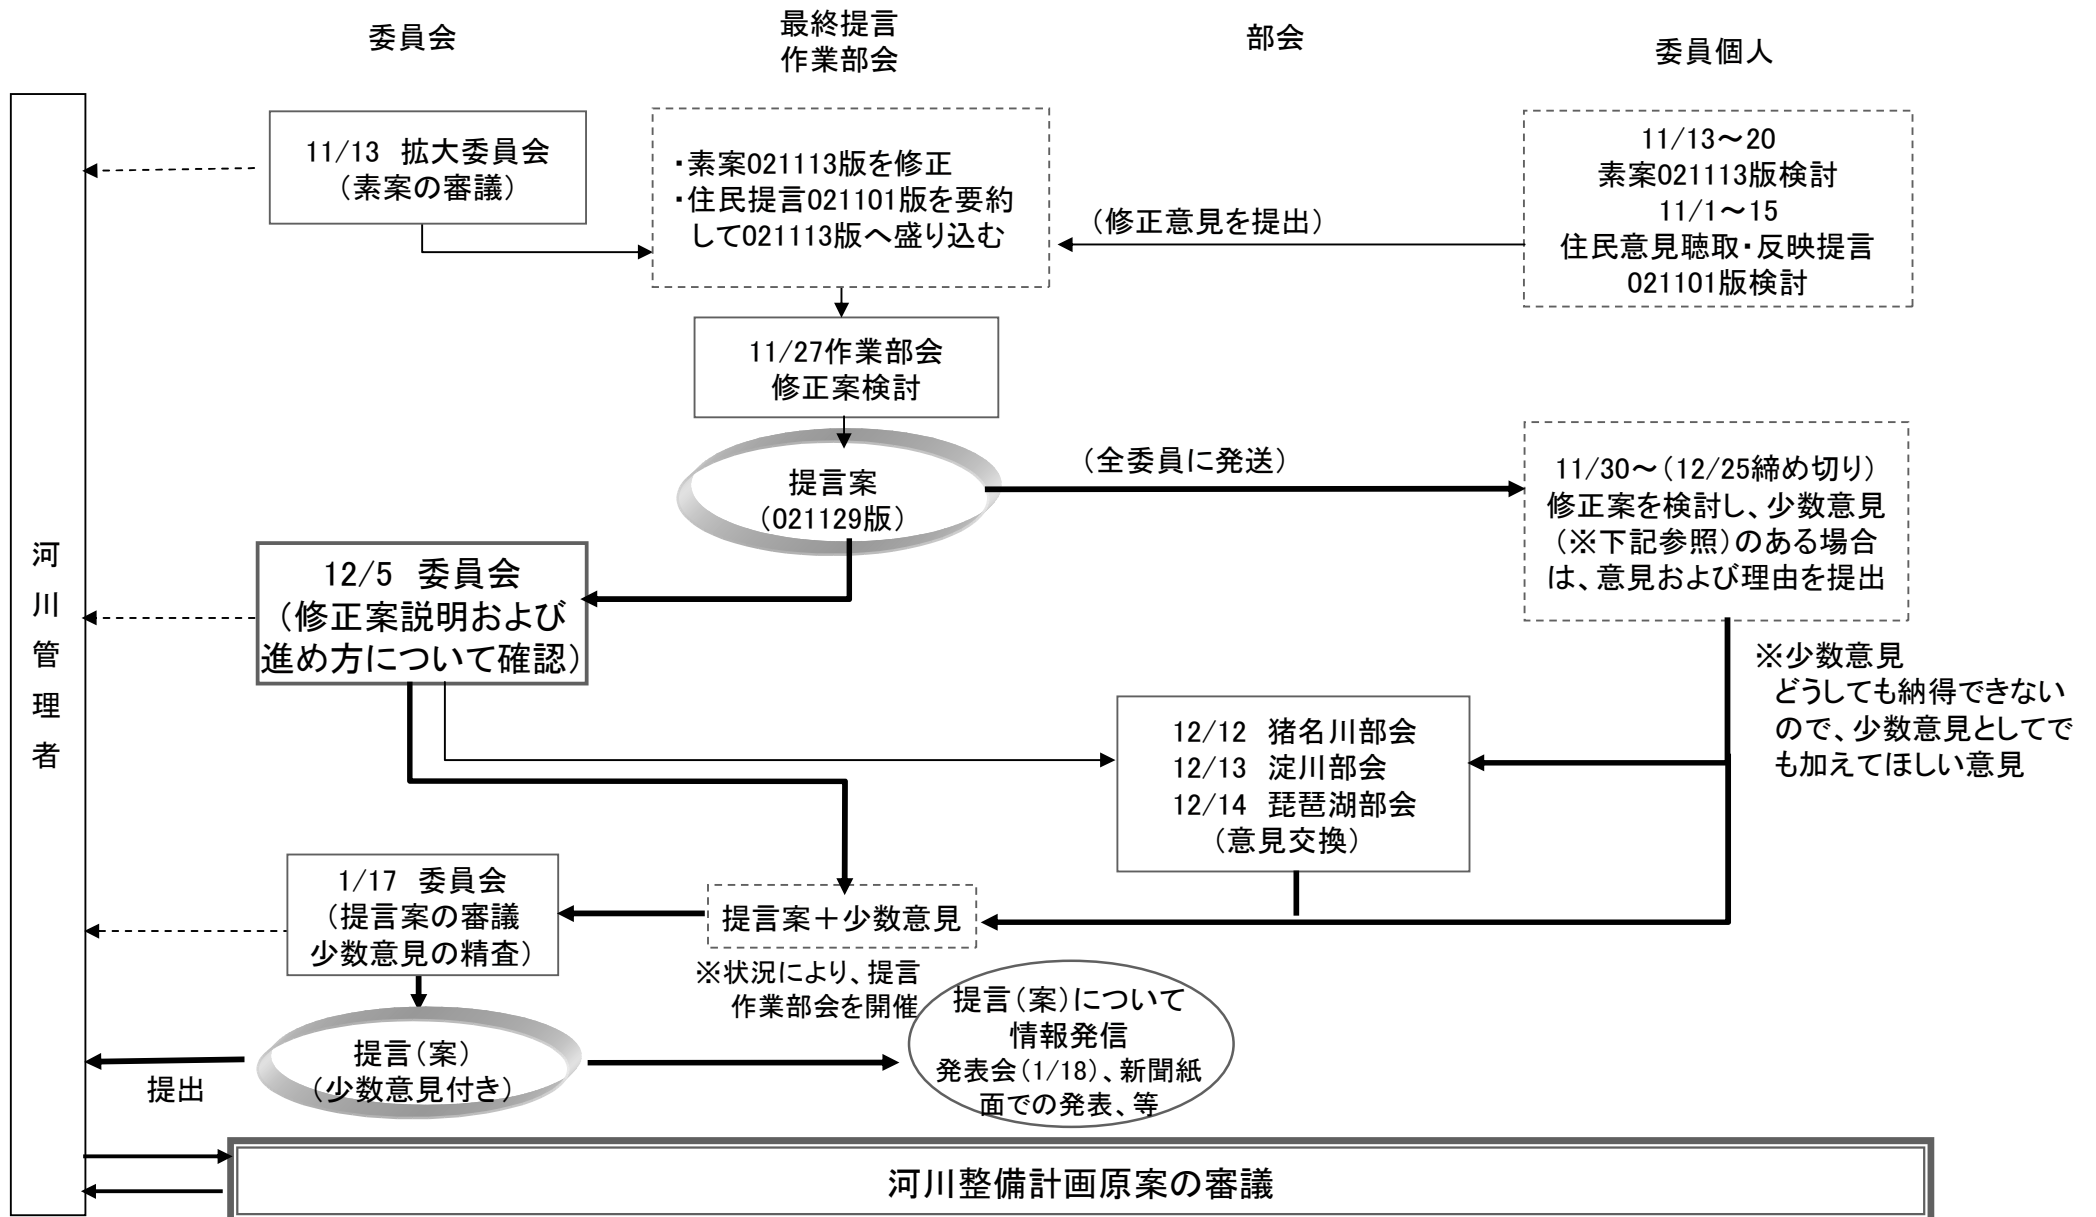 委員会
最終提言
作業部会
部会
委員個人
河
川
管
理
者
11/13 拡大委員会
（素案の審議）
・素案021113版を修正
・住民提言021101版を要約
して021113版へ盛り込む
（修正意見を提出）
11/13～20
素案021113版検討
11/1～15
住民意見聴取・反映提言
021101版検討
11/27作業部会
修正案検討
提言案
（021129版）
（全委員に発送）
11/30～（12/25締め切り）
修正案を検討し、少数意見
（※下記参照）のある場合
は、意見および理由を提出
12/5 委員会
（修正案説明および
進め方について確認）
※少数意見
どうしても納得できない
ので、少数意見としてで
も加えてほしい意見
12/12 猪名川部会
12/13 淀川部会
12/14 琵琶湖部会
（意見交換）
1/17 委員会
（提言案の審議
少数意見の精査）
提言案＋少数意見
※状況により、提言
作業部会を開催
提言（案）
（少数意見付き）
提出
提言（案）について
情報発信
発表会（1/18）、新聞紙
面での発表、等
河川整備計画原案の審議